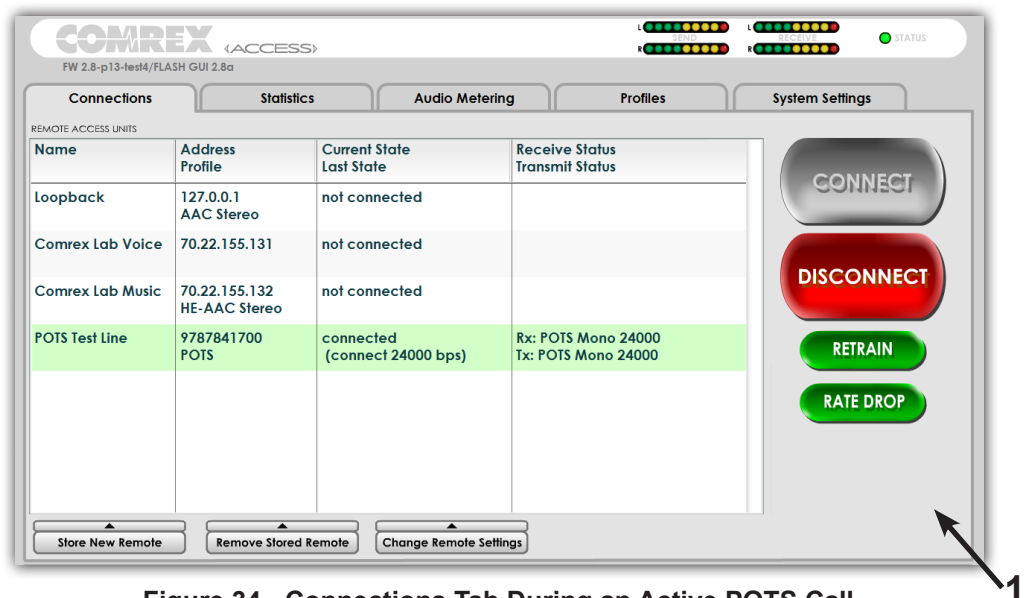 COMREX ⟨ACCESS⟩
L SEND L RECEIVE STATUS
R R
FW 2.8-p13-test4/FLASH GUI 2.8a
Connections Statistics Audio Metering Profiles System Settings
REMOTE ACCESS UNITS
Name Address Current State Receive Status
Profile Last State Transmit Status
Loopback 127.0.0.1 not connected
AAC Stereo
Comrex Lab Voice 70.22.155.131 not connected
Comrex Lab Music 70.22.155.132 not connected
HE-AAC Stereo
POTS Test Line 9787841700 connected Rx: POTS Mono 24000
POTS (connect 24000 bps) Tx: POTS Mono 24000
CONNECT
DISCONNECT
RETRAIN
RATE DROP
Store New Remote Remove Stored Remote Change Remote Settings
1
Figure 34 - Connections Tab During an Active POTS Call